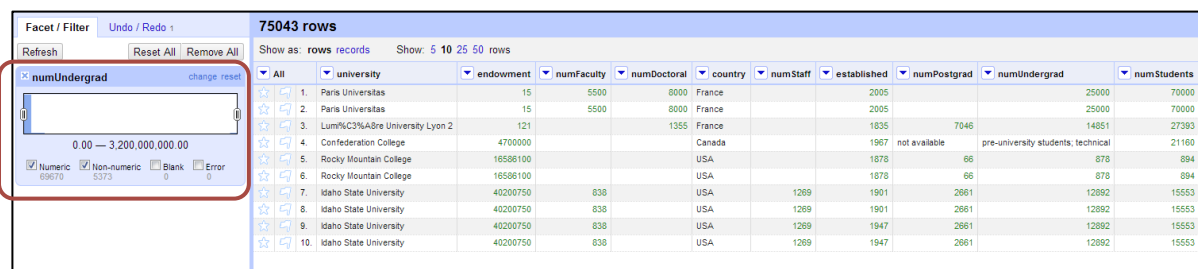 Facet / Filter Undo / Redo 1 75043 rows
Refresh Reset All Remove All Show as: rows records Show: 5 10 25 50 rows
numUndergrad change reset
0.00 — 3,200,000,000.00
Numeric Non-numeric Blank Error
69670 5373 0 0
All university endowment numFaculty numDoctoral country numStaff established numPostgrad numUndergrad numStudents
1. Paris Universitas 15 5500 8000 France 2005 25000 70000
2. Paris Universitas 15 5500 8000 France 2005 25000 70000
3. Lumi%C3%A8re University Lyon 2 121 1355 France 1835 7046 14851 27393
4. Confederation College 4700000 Canada 1967 not available pre-university students; technical 21160
5. Rocky Mountain College 16586100 USA 1878 66 878 894
6. Rocky Mountain College 16586100 USA 1878 66 878 894
7. Idaho State University 40200750 838 USA 1269 1901 2661 12892 15553
8. Idaho State University 40200750 838 USA 1269 1901 2661 12892 15553
9. Idaho State University 40200750 838 USA 1269 1947 2661 12892 15553
10. Idaho State University 40200750 838 USA 1269 1947 2661 12892 15553